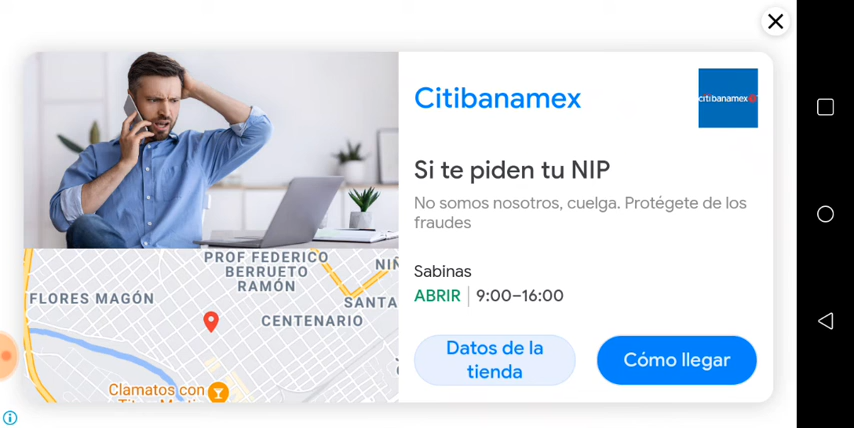 Citibanamex
citibanamex
Si te piden tu NIP
No somos nosotros, cuelga. Protégete de los
fraudes
Sabinas
ABRIR | 9:00–16:00
Datos de la
tienda
Cómo llegar
PROF FEDERICO
BERRUETO
RAMÓN
NIÑ
FLORES MAGÓN
SANTA
CENTENARIO
Clamatos con